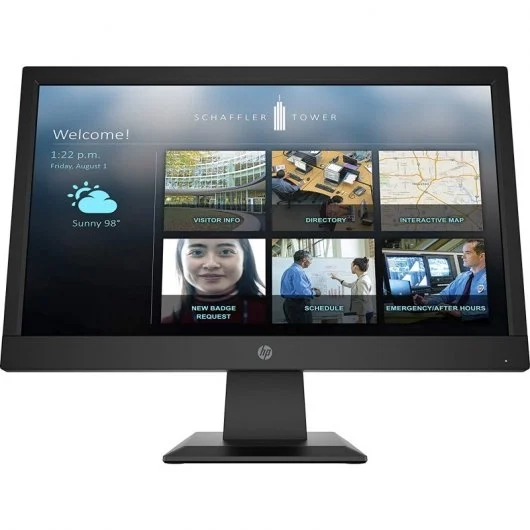 SCHAFFLER TOWER
Welcome!
1:22 p.m.
Friday, August 1
Sunny 98°
VISITOR INFO
DIRECTORY
INTERACTIVE MAP
NEW BADGE
REQUEST
SCHEDULE
EMERGENCY/AFTER HOURS
hp